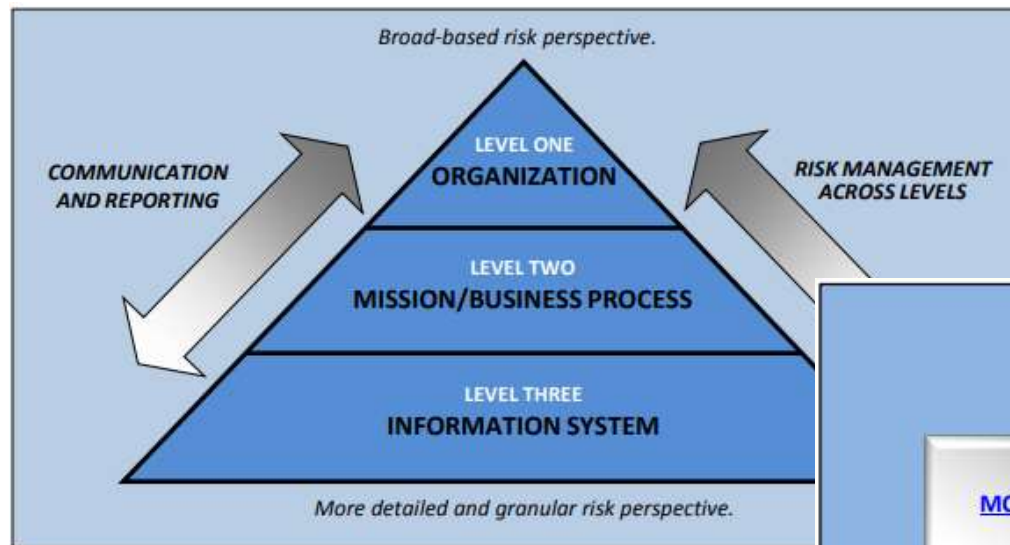 Broad-based risk perspective.
COMMUNICATION
AND REPORTING
LEVEL ONE
ORGANIZATION
RISK MANAGEMENT
ACROSS LEVELS
LEVEL TWO
MISSION/BUSINESS PROCESS
LEVEL THREE
INFORMATION SYSTEM
More detailed and granular risk perspective.